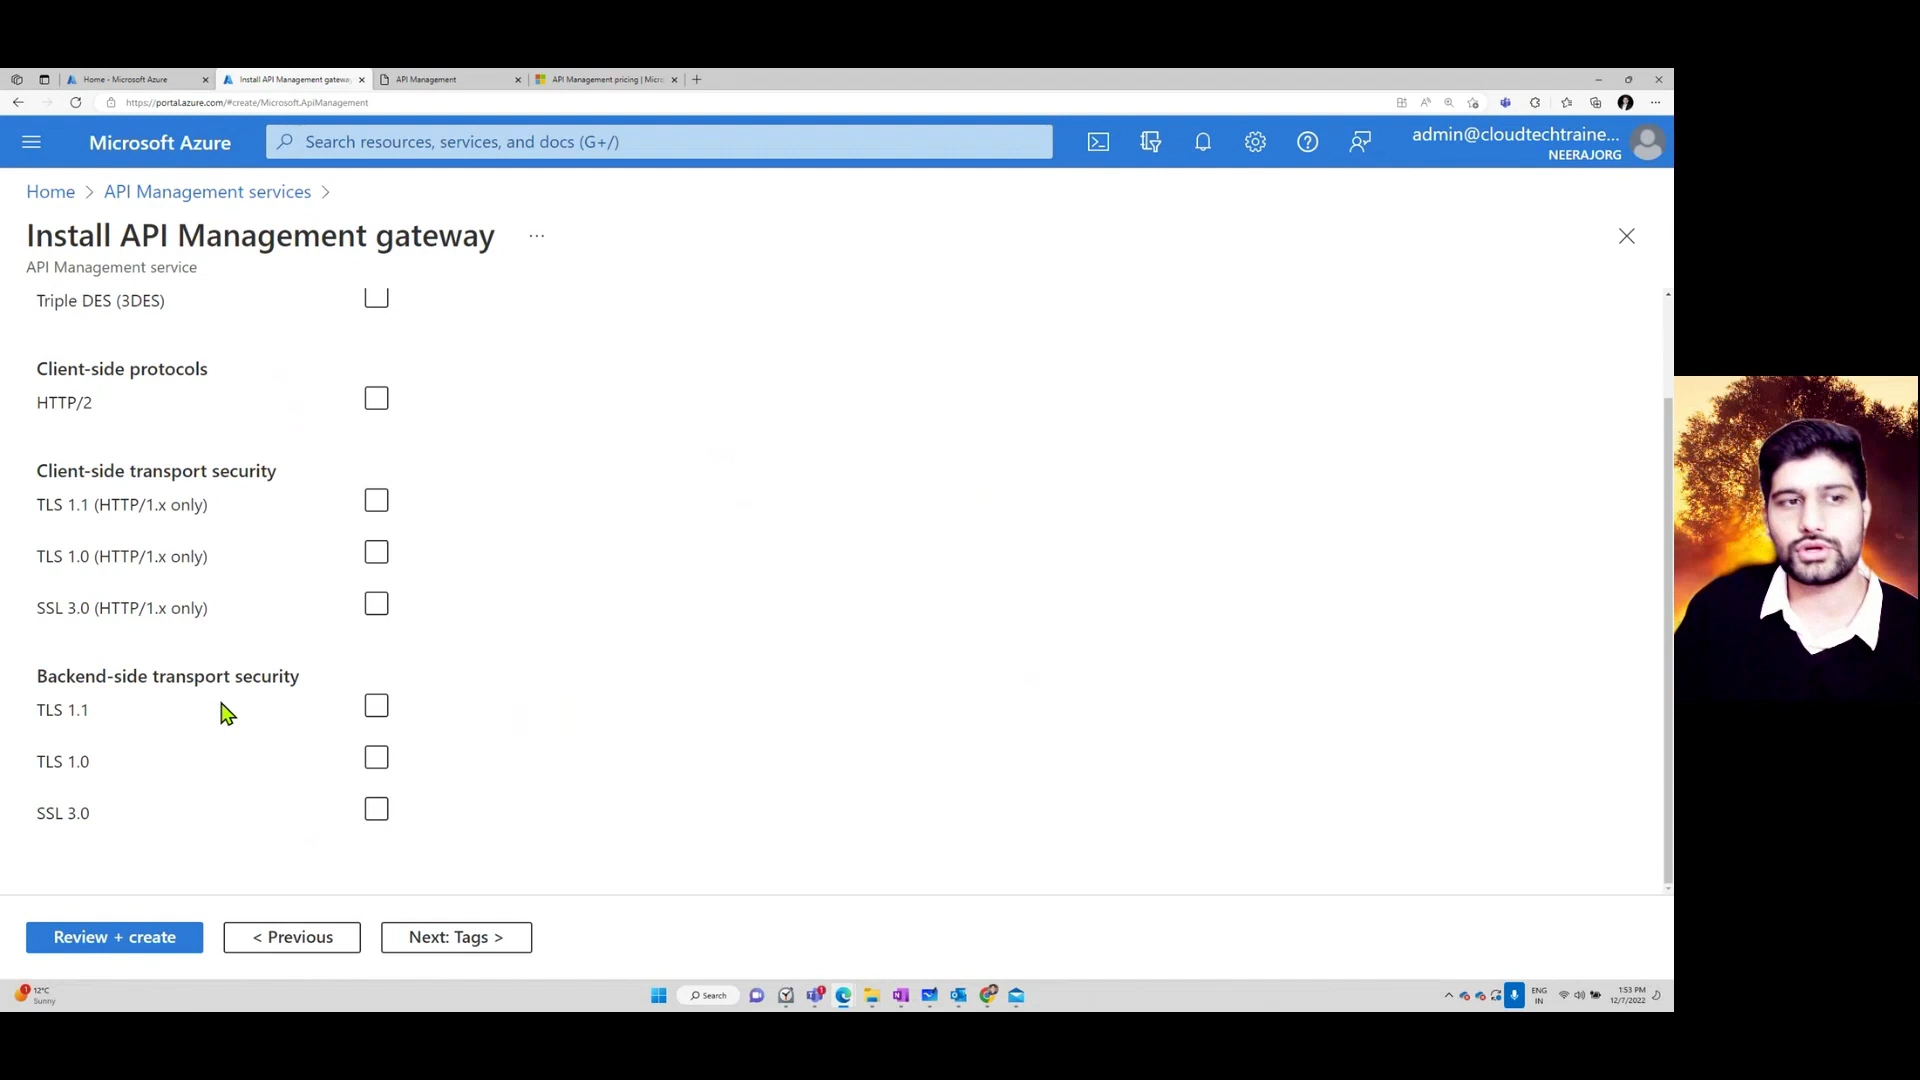 Home - Microsoft Azure
Install API Management gateway
API Management
API Management pricing | Micro
https://portal.azure.com/#create/Microsoft.ApiManagement
Microsoft Azure
Search resources, services, and docs (G+/)
admin@cloudtechtraine...
NEERAJORG
Home > API Management services >
Install API Management gateway ...
API Management service
Triple DES (3DES)
Client-side protocols
HTTP/2
Client-side transport security
TLS 1.1 (HTTP/1.x only)
TLS 1.0 (HTTP/1.x only)
SSL 3.0 (HTTP/1.x only)
Backend-side transport security
TLS 1.1
TLS 1.0
SSL 3.0
Review + create
< Previous
Next: Tags >
1
12°C
Sunny
Search
1
ENG
IN
1:53 PM
12/7/2022